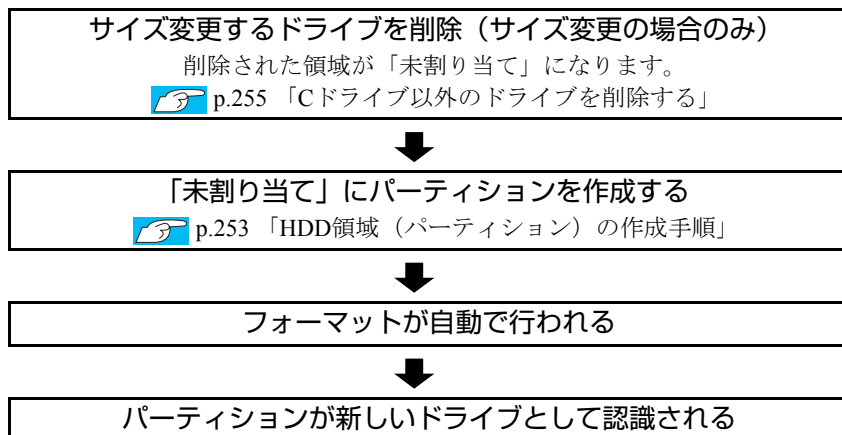 サイズ変更するドライブを削除（サイズ変更の場合のみ）
削除された領域が「未割り当て」になります。
p.255 「Cドライブ以外のドライブを削除する」
「未割り当て」にパーティションを作成する
p.253 「HDD領域（パーティション）の作成手順」
フォーマットが自動で行われる
パーティションが新しいドライブとして認識される